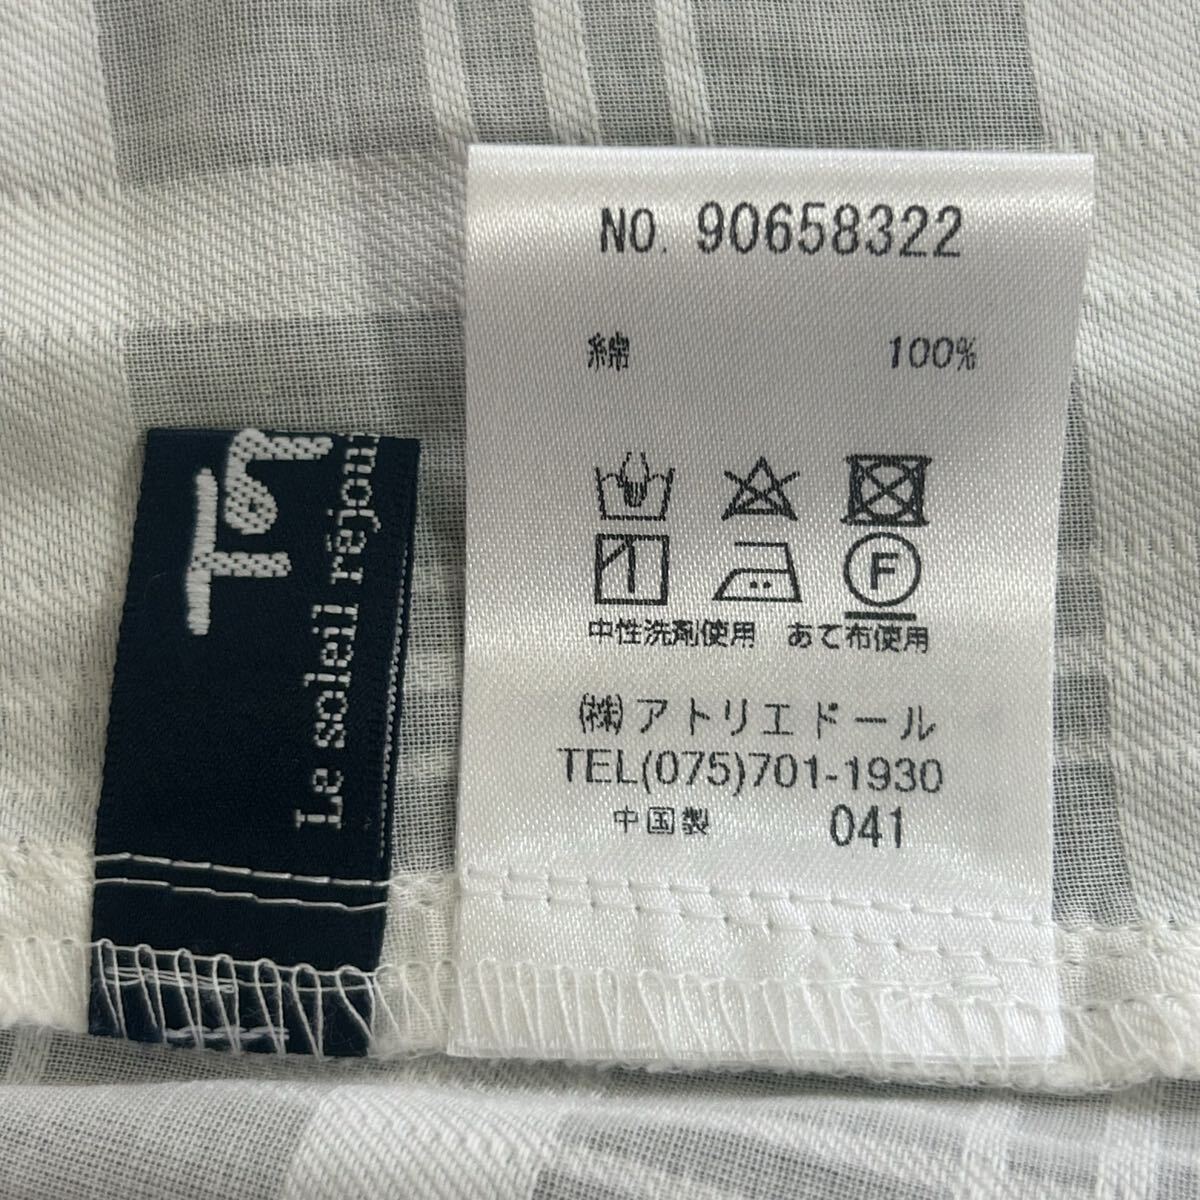 NO. 90658322
綿 100%
F
中性洗剤使用 あて布使用
㈱アトリエドール
TEL(075)701-1930
中国製 041
Le soleil réjoui